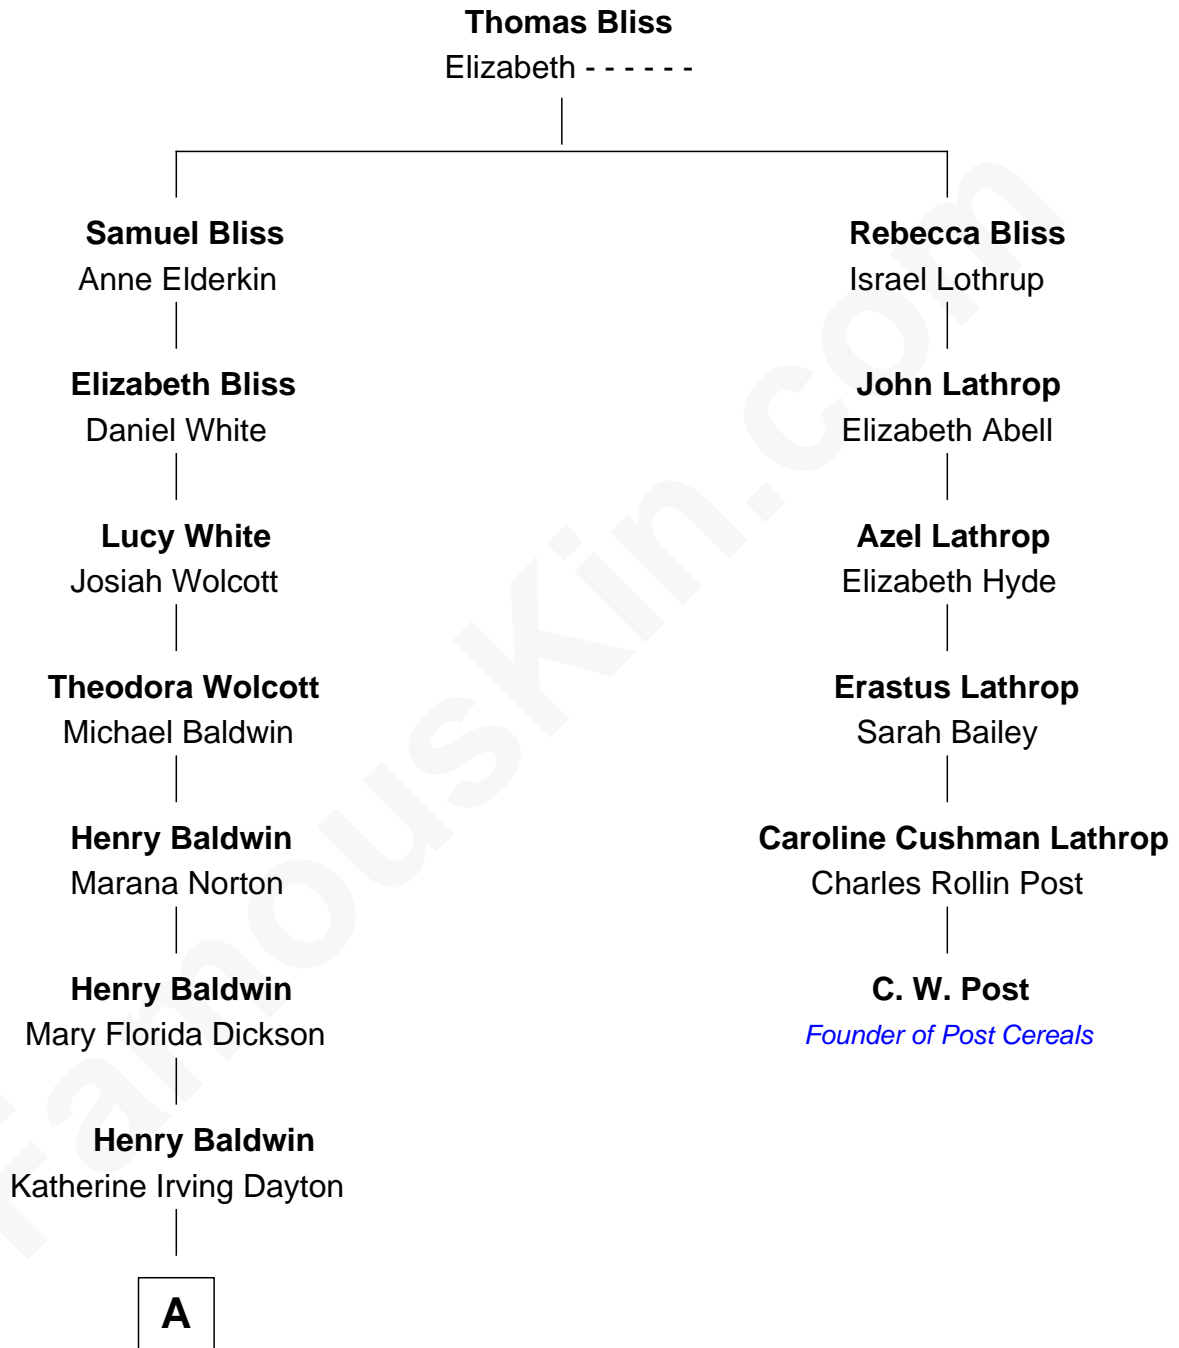 Thomas Bliss
Elizabeth - - - - - -
Samuel Bliss
Anne Elderkin
Elizabeth Bliss
Daniel White
Lucy White
Josiah Wolcott
Theodora Wolcott
Michael Baldwin
Henry Baldwin
Marana Norton
Henry Baldwin
Mary Florida Dickson
Henry Baldwin
Katherine Irving Dayton
A
Rebecca Bliss
Israel Lothrup
John Lathrop
Elizabeth Abell
Azel Lathrop
Elizabeth Hyde
Erastus Lathrop
Sarah Bailey
Caroline Cushman Lathrop
Charles Rollin Post
C. W. Post
Founder of Post Cereals
FamousKin.com